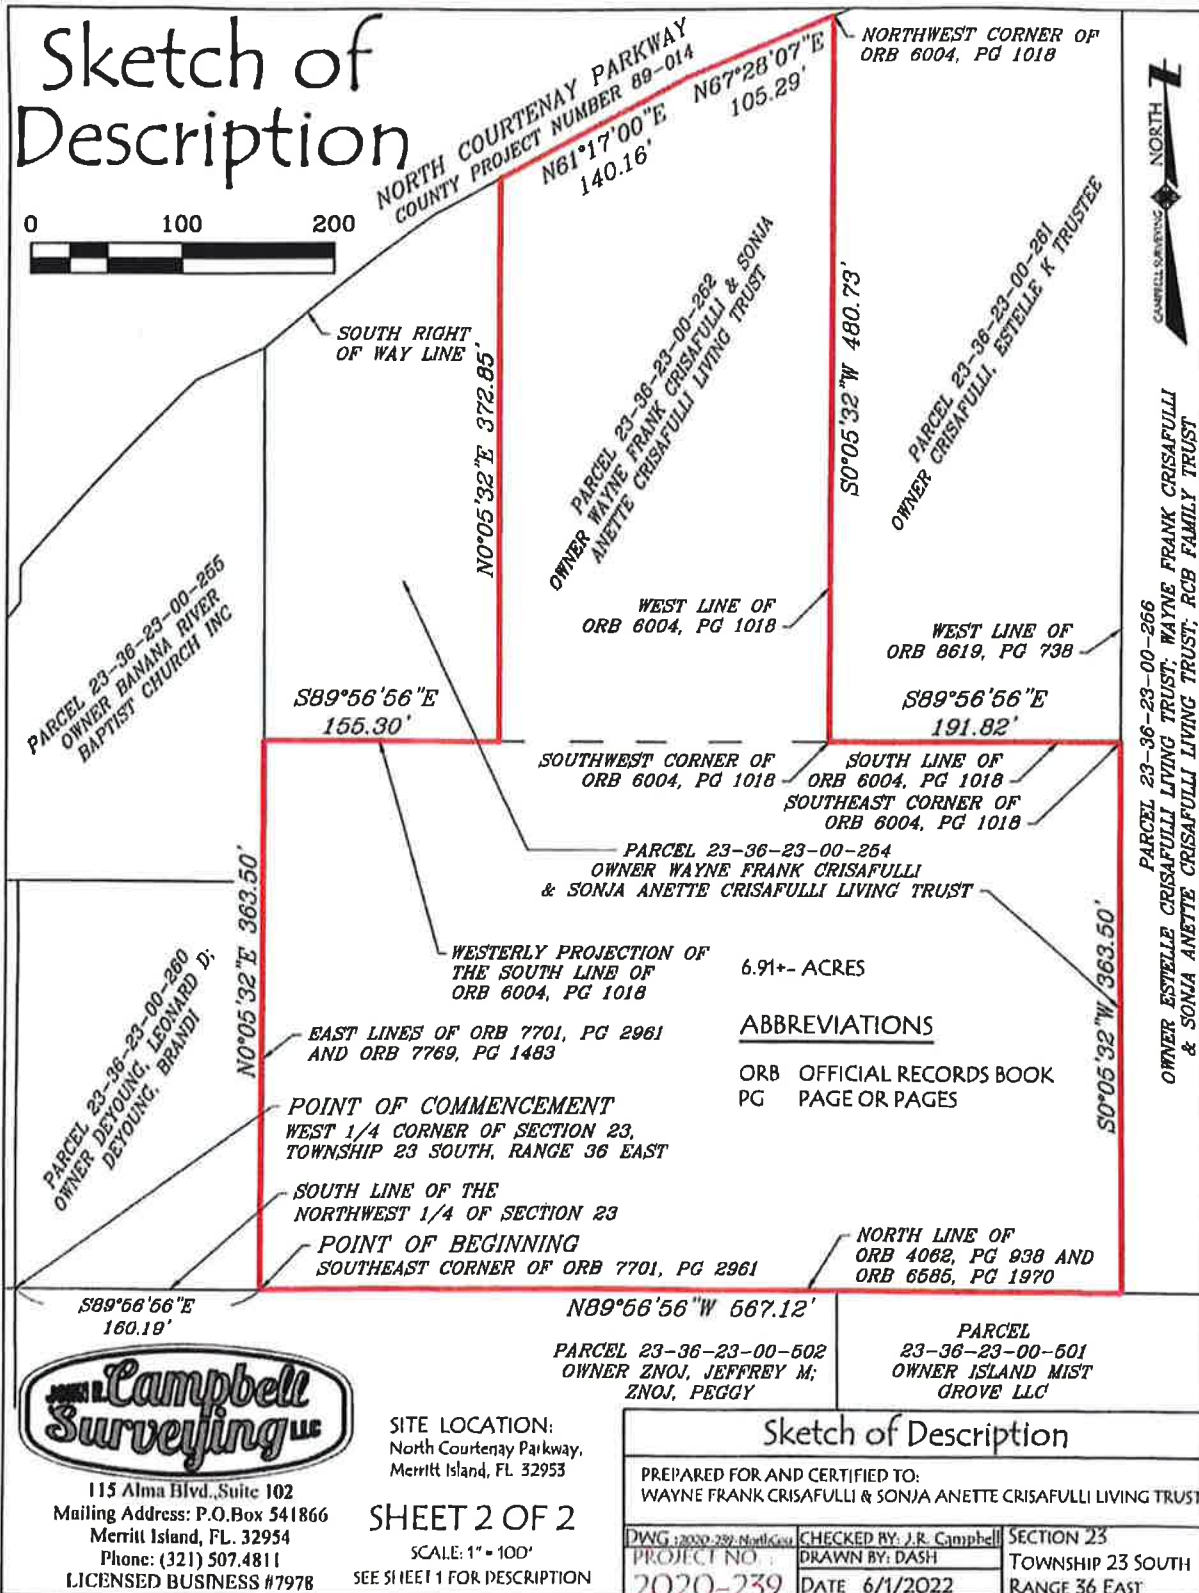 Sketch of
Description
0 100 200
NORTH COURTENAY PARKWAY
COUNTY PROJECT NUMBER 89-014
N61°17'00"E
140.16'
N67°28'07"E
105.29'
NORTHWEST CORNER OF
ORB 6004, PG 1018
NORTH
CAMPBELL SURVEYING
SOUTH RIGHT
OF WAY LINE
N0°05'32"E 372.85'
PARCEL 23-36-23-00-262
OWNER WAYNE FRANK CRISAFULLI & SONJA
ANETTE CRISAFULLI LIVING TRUST
S0°05'32"W 480.73'
PARCEL 23-36-23-00-261
OWNER CRISAFULLI, ESTELLE K TRUSTEE
PARCEL 23-36-23-00-266
OWNER ESTELLE CRISAFULLI LIVING TRUST; WAYNE FRANK CRISAFULLI
& SONJA ANETTE CRISAFULLI LIVING TRUST; RCB FAMILY TRUST
PARCEL 23-36-23-00-255
OWNER BANANA RIVER
BAPTIST CHURCH INC
WEST LINE OF
ORB 6004, PG 1018
WEST LINE OF
ORB 8619, PG 738
S89°56'56"E
155.30'
S89°56'56"E
191.82'
SOUTHWEST CORNER OF
ORB 6004, PG 1018
SOUTH LINE OF
ORB 6004, PG 1018
SOUTHEAST CORNER OF
ORB 6004, PG 1018
PARCEL 23-36-23-00-254
OWNER WAYNE FRANK CRISAFULLI
& SONJA ANETTE CRISAFULLI LIVING TRUST
N0°05'32"E 363.50'
S0°05'32"W 363.50'
WESTERLY PROJECTION OF
THE SOUTH LINE OF
ORB 6004, PG 1018
6.91+- ACRES
ABBREVIATIONS
ORB OFFICIAL RECORDS BOOK
PG PAGE OR PAGES
EAST LINES OF ORB 7701, PG 2961
AND ORB 7769, PG 1483
PARCEL 23-36-23-00-260
OWNER DEYOUNG, LEONARD D;
DEYOUNG, BRANDI
POINT OF COMMENCEMENT
WEST 1/4 CORNER OF SECTION 23,
TOWNSHIP 23 SOUTH, RANGE 36 EAST
SOUTH LINE OF THE
NORTHWEST 1/4 OF SECTION 23
POINT OF BEGINNING
SOUTHEAST CORNER OF ORB 7701, PG 2961
NORTH LINE OF
ORB 4062, PG 938 AND
ORB 6585, PG 1970
S89°56'56"E
160.19'
N89°56'56"W 567.12'
PARCEL 23-36-23-00-502
OWNER ZNOJ, JEFFREY M;
ZNOJ, PEGGY
PARCEL
23-36-23-00-501
OWNER ISLAND MIST
GROVE LLC
JOHN R. Campbell
Surveying LLC
115 Alma Blvd.,Suite 102
Mailing Address: P.O.Box 541866
Merritt Island, FL. 32954
Phone: (321) 507.4811
LICENSED BUSINESS #7978
SITE LOCATION:
North Courtenay Parkway,
Merritt Island, FL 32953
SHEET 2 OF 2
SCALE: 1" = 100'
SEE SHEET 1 FOR DESCRIPTION
Sketch of Description
PREPARED FOR AND CERTIFIED TO:
WAYNE FRANK CRISAFULLI & SONJA ANETTE CRISAFULLI LIVING TRUST
DWG :2020-239-NorthCou
CHECKED BY: J.R. Campbell
SECTION 23
PROJECT NO :
DRAWN BY: DASH
TOWNSHIP 23 SOUTH
2020-239
DATE 6/1/2022
RANGE 36 EAST